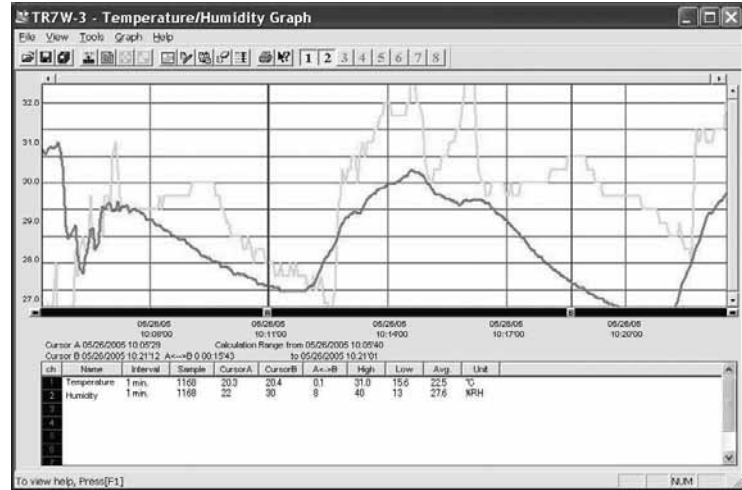 TR7W-3 - Temperature/Humidity Graph
File View Tools Graph Help
1 2 3 4 5 6 7 8
32.0
31.0
30.0
29.0
28.0
27.0
05/26/05 05/26/05 05/26/05 05/26/05 05/26/05
10:08'00 10:11'00 10:14'00 10:17'00 10:20'00
Cursor A 05/26/2005 10:05'29 Calculation Range from 05/26/2005 10:05'40
Cursor B 05/26/2005 10:21'12 A<-->B 0 00:15'43 to 05/26/2005 10:21'01
ch Name Interval Sample CursorA CursorB A<->B High Low Avg. Unit
1 Temperature 1 min. 1168 20.3 20.4 0.1 31.0 15.6 22.5 °C
2 Humidity 1 min. 1168 22 30 8 40 13 27.6 %RH
3
4
5
6
7
To view help, Press[F1] NUM